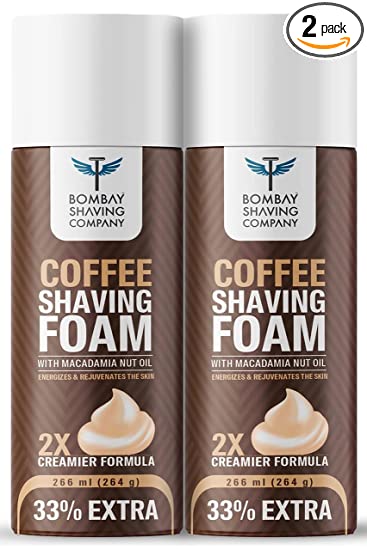 2
pack
BOMBAY
SHAVING
COMPANY
COFFEE
SHAVING
FOAM
WITH MACADAMIA NUT OIL
ENERGIZES & REJUVENATES THE SKIN
2X
CREAMIER FORMULA
266 ml (264 g)
33% EXTRA
BOMBAY
SHAVING
COMPANY
COFFEE
SHAVING
FOAM
WITH MACADAMIA NUT OIL
ENERGIZES & REJUVENATES THE SKIN
2X
CREAMIER FORMULA
266 ml (264 g)
33% EXTRA